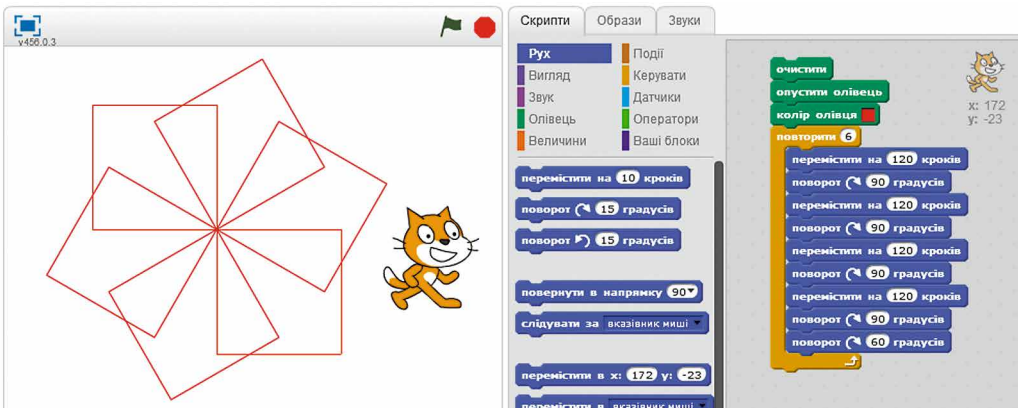 v456.0.3
Скрипти
Образи
Звуки
Рух
Події
Вигляд
Керувати
Звук
Датчики
Олівець
Оператори
Величини
Ваші блоки
перемістити на 10 кроків
поворот 15 градусів
поворот 15 градусів
повернути в напрямку 90
слідувати за вказівник миші
перемістити в x: 172 y: -23
перемістити в вказівник миші
очистити
опустити олівець
колір олівця
повторити 6
перемістити на 120 кроків
поворот 90 градусів
перемістити на 120 кроків
поворот 90 градусів
перемістити на 120 кроків
поворот 90 градусів
перемістити на 120 кроків
поворот 90 градусів
поворот 60 градусів
x: 172
y: -23